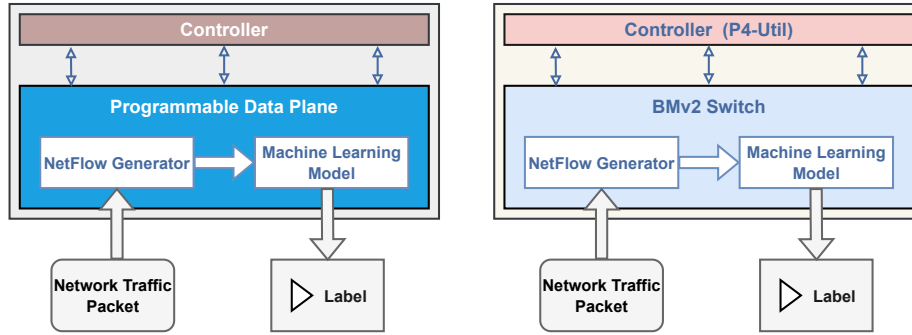 Controller
Programmable Data Plane
NetFlow Generator
Machine Learning
Model
Network Traffic
Packet
Label
Controller (P4-Util)
BMv2 Switch
NetFlow Generator
Machine Learning
Model
Network Traffic
Packet
Label